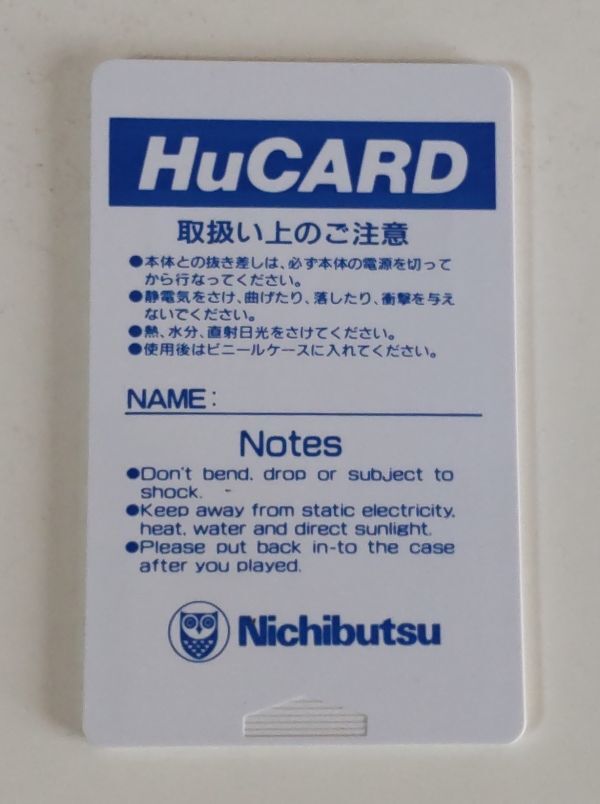 HuCARD
取扱い上のご注意
●本体との抜き差しは、必ず本体の電源を切って
から行なってください。
●静電気をさけ、曲げたり、落したり、衝撃を与え
ないでください。
●熱、水分、直射日光をさけてください。
●使用後はビニールケースに入れてください。
NAME:
Notes
●Don't bend, drop or subject to
shock.
●Keep away from static electricity,
heat, water and direct sunlight.
●Please put back in-to the case
after you played.
Nichibutsu